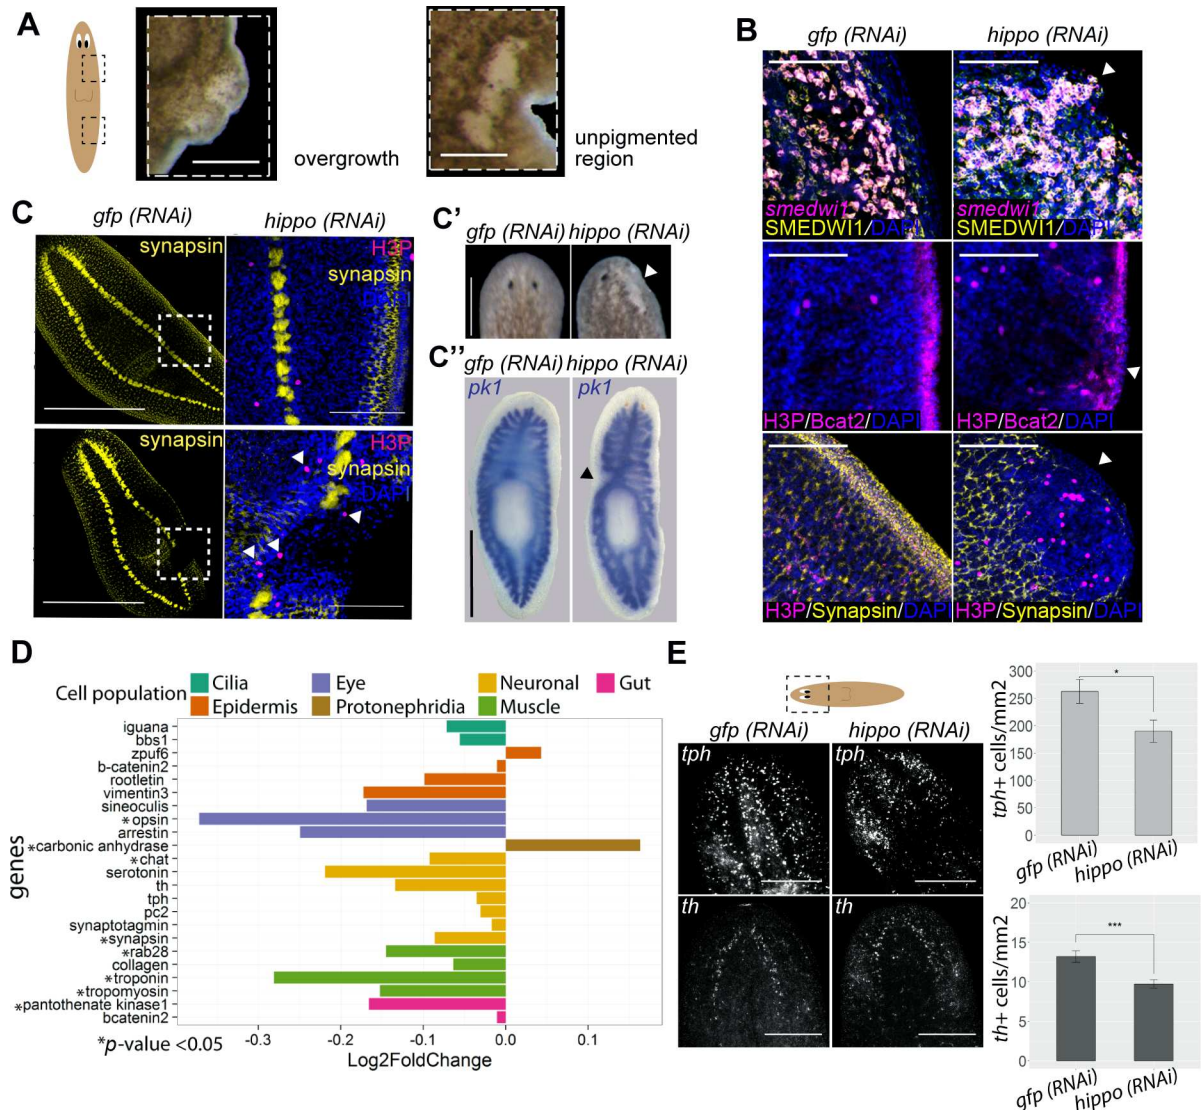 A
overgrowth
unpigmented
region
B
gfp (RNAi) hippo (RNAi)
smedwi1
SMEDWI1/DAPI
smedwi1
SMEDWI1/DAPI
H3P/Bcat2/DAPI
H3P/Bcat2/DAPI
H3P/Synapsin/DAPI
H3P/Synapsin/DAPI
C
gfp (RNAi) hippo (RNAi)
synapsin
H3P
synapsin
DAPI
synapsin
H3P
synapsin
DAPI
C'
gfp (RNAi) hippo (RNAi)
C''
gfp (RNAi) hippo (RNAi)
pk1
pk1
D
Cell population
Cilia
Eye
Neuronal
Gut
Epidermis
Protonephridia
Muscle
genes
iguana
bbs1
zpuf6
b-catenin2
rootletin
vimentin3
sineoculis
*opsin
arrestin
*carbonic anhydrase
*chat
serotonin
th
tph
pc2
synaptotagmin
*synapsin
*rab28
collagen
*troponin
*tropomyosin
*pantothenate kinase1
bcatenin2
-0.3 -0.2 -0.1 0.0 0.1
*p-value <0.05
Log2FoldChange
E
gfp (RNAi) hippo (RNAi)
tph
tph
th
th
tph+ cells/mm2
300
250
200
150
100
50
0
*
gfp (RNAi)
hippo (RNAi)
th+ cells/mm2
20
15
10
5
0
***
gfp (RNAi)
hippo (RNAi)